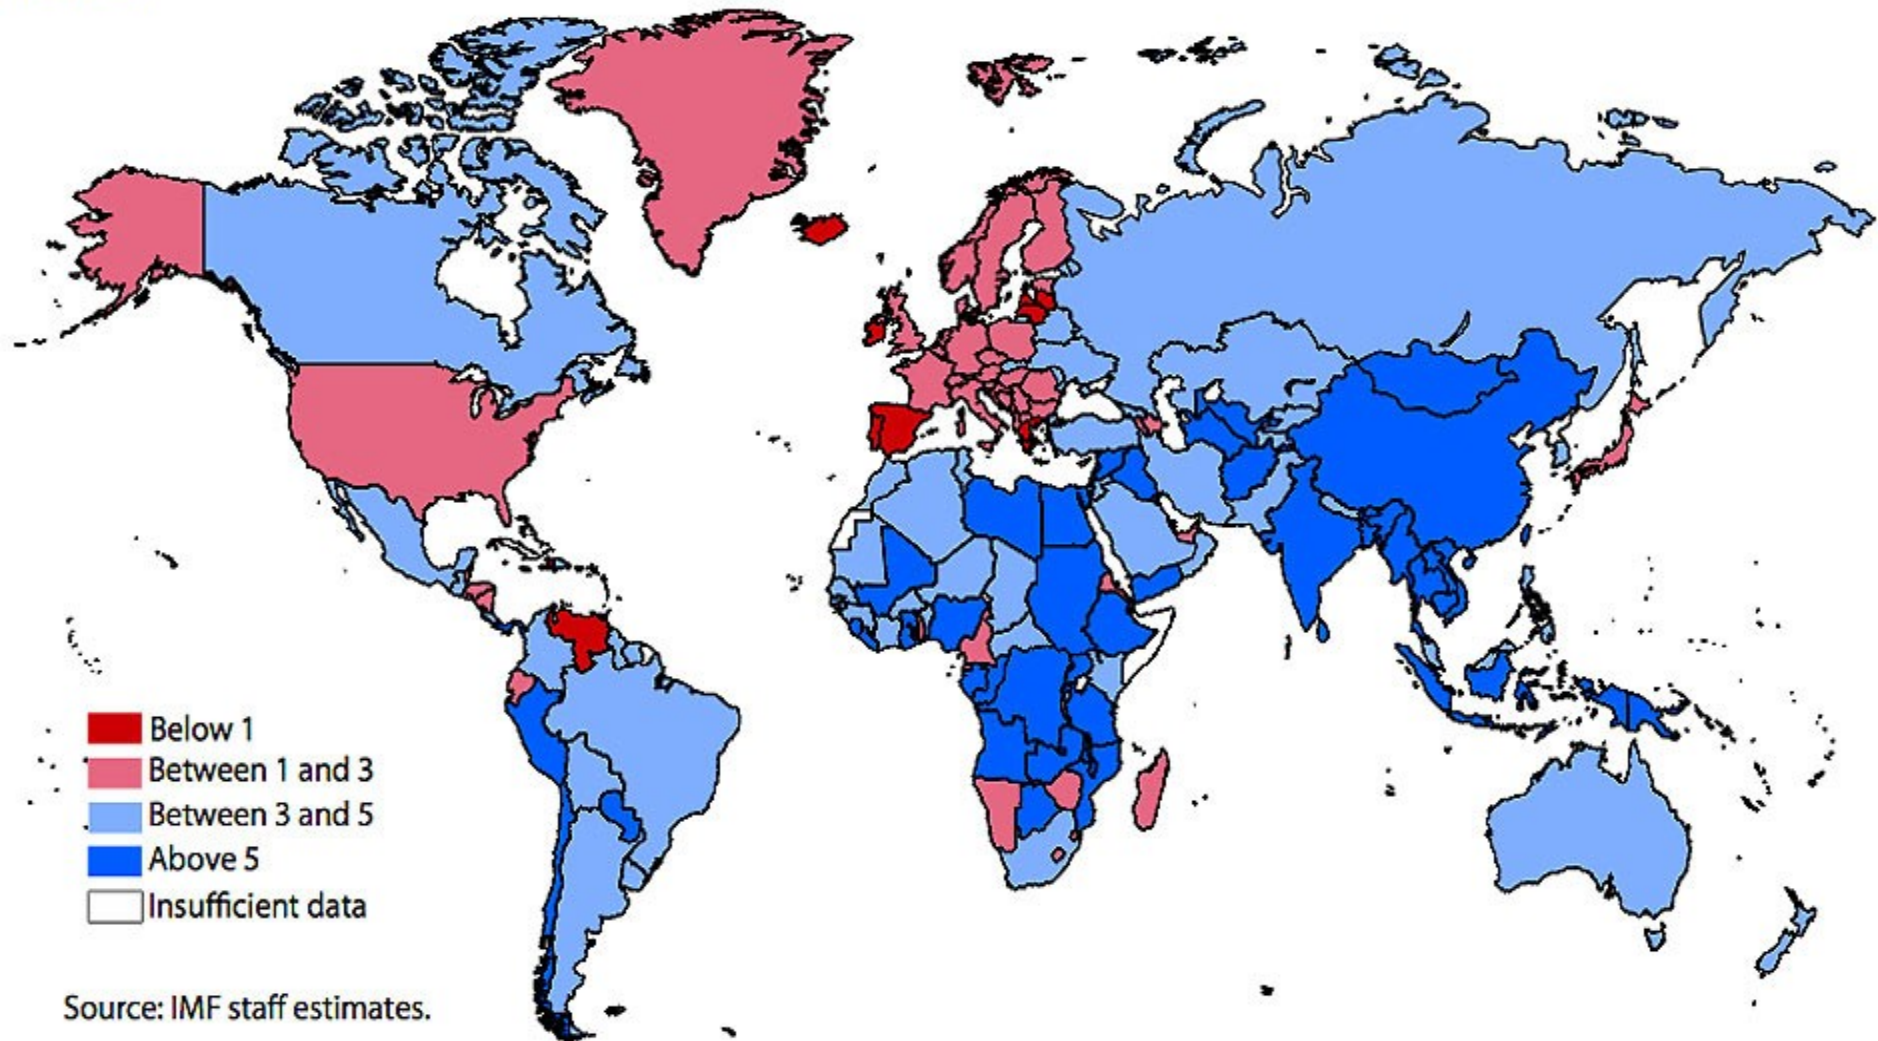 Below 1
Between 1 and 3
Between 3 and 5
Above 5
Insufficient data
Source: IMF staff estimates.